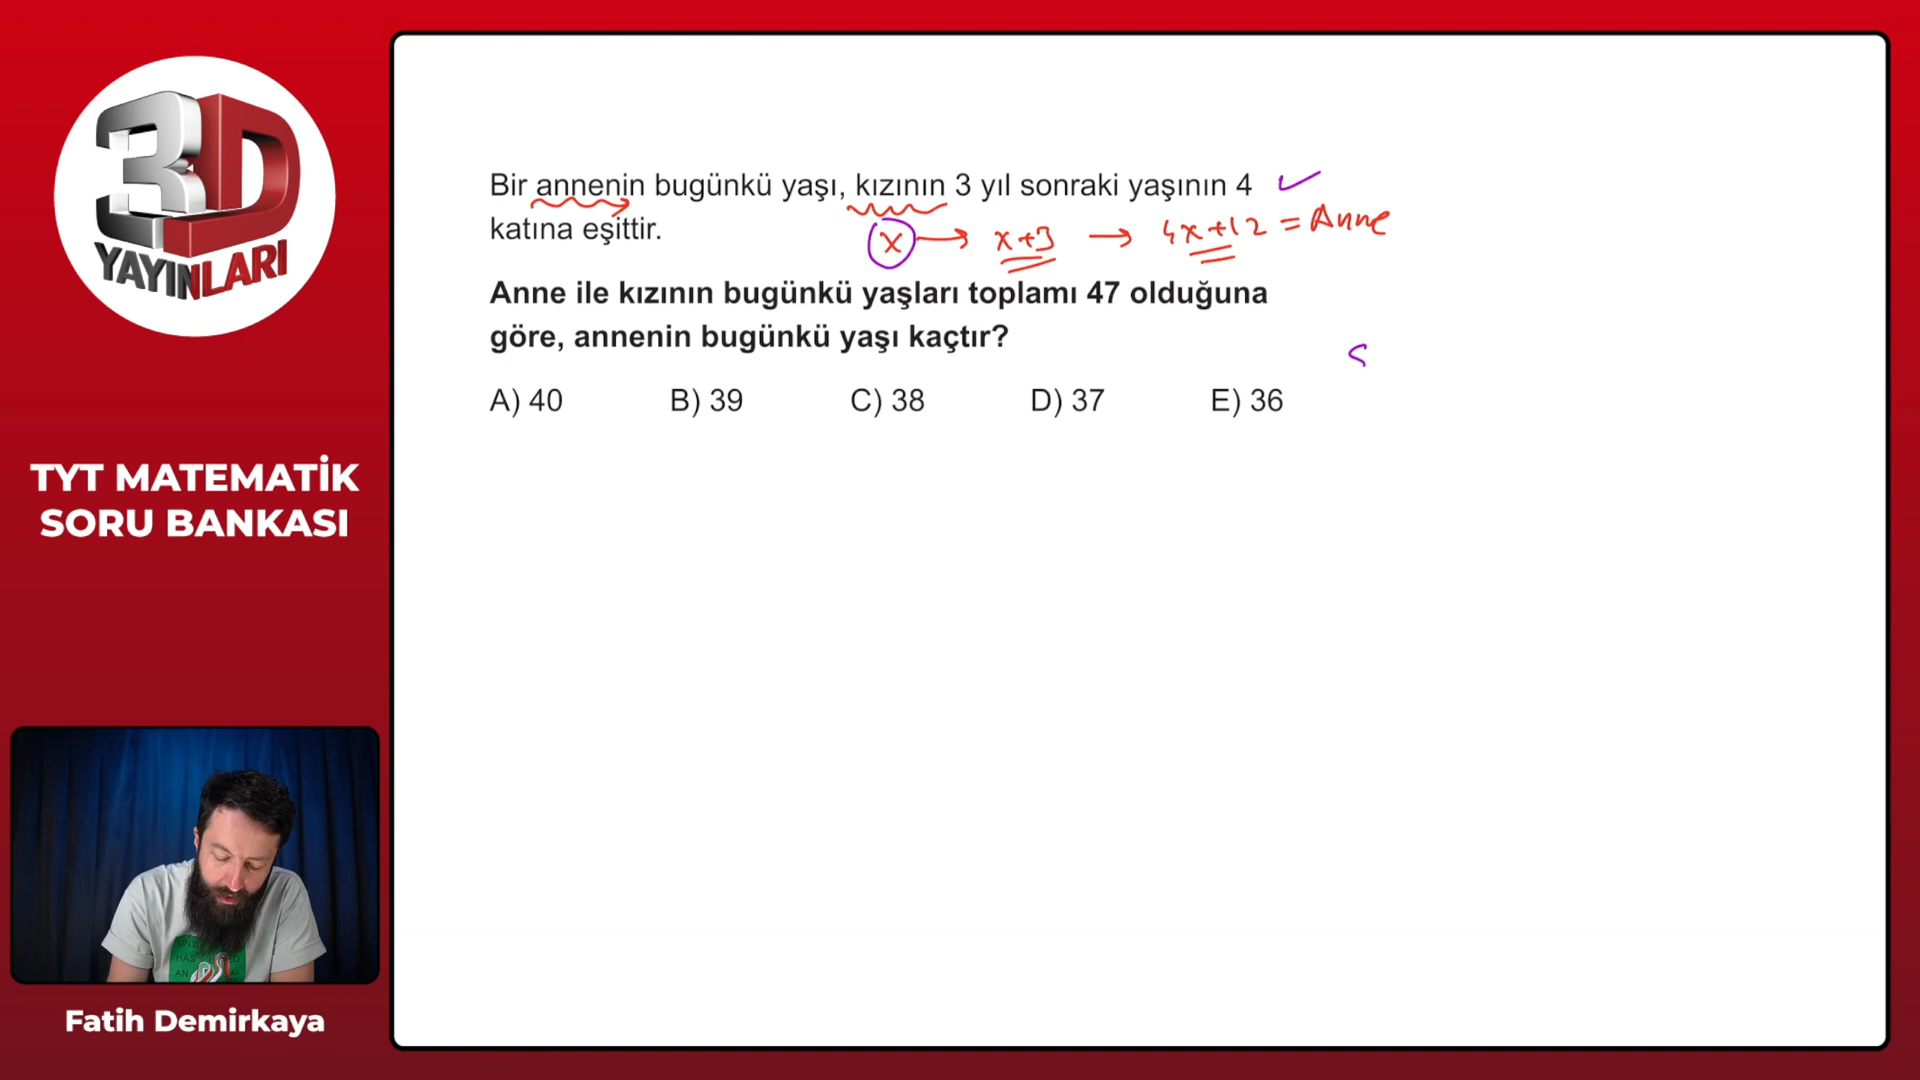 3D
YAYINLARI
TYT MATEMATİK
SORU BANKASI
Fatih Demirkaya
Bir annenin bugünkü yaşı, kızının 3 yıl sonraki yaşının 4
katına eşittir.
x → x+3 → 4x+12 = Anne
Anne ile kızının bugünkü yaşları toplamı 47 olduğuna
göre, annenin bugünkü yaşı kaçtır?
A) 40 B) 39 C) 38 D) 37 E) 36